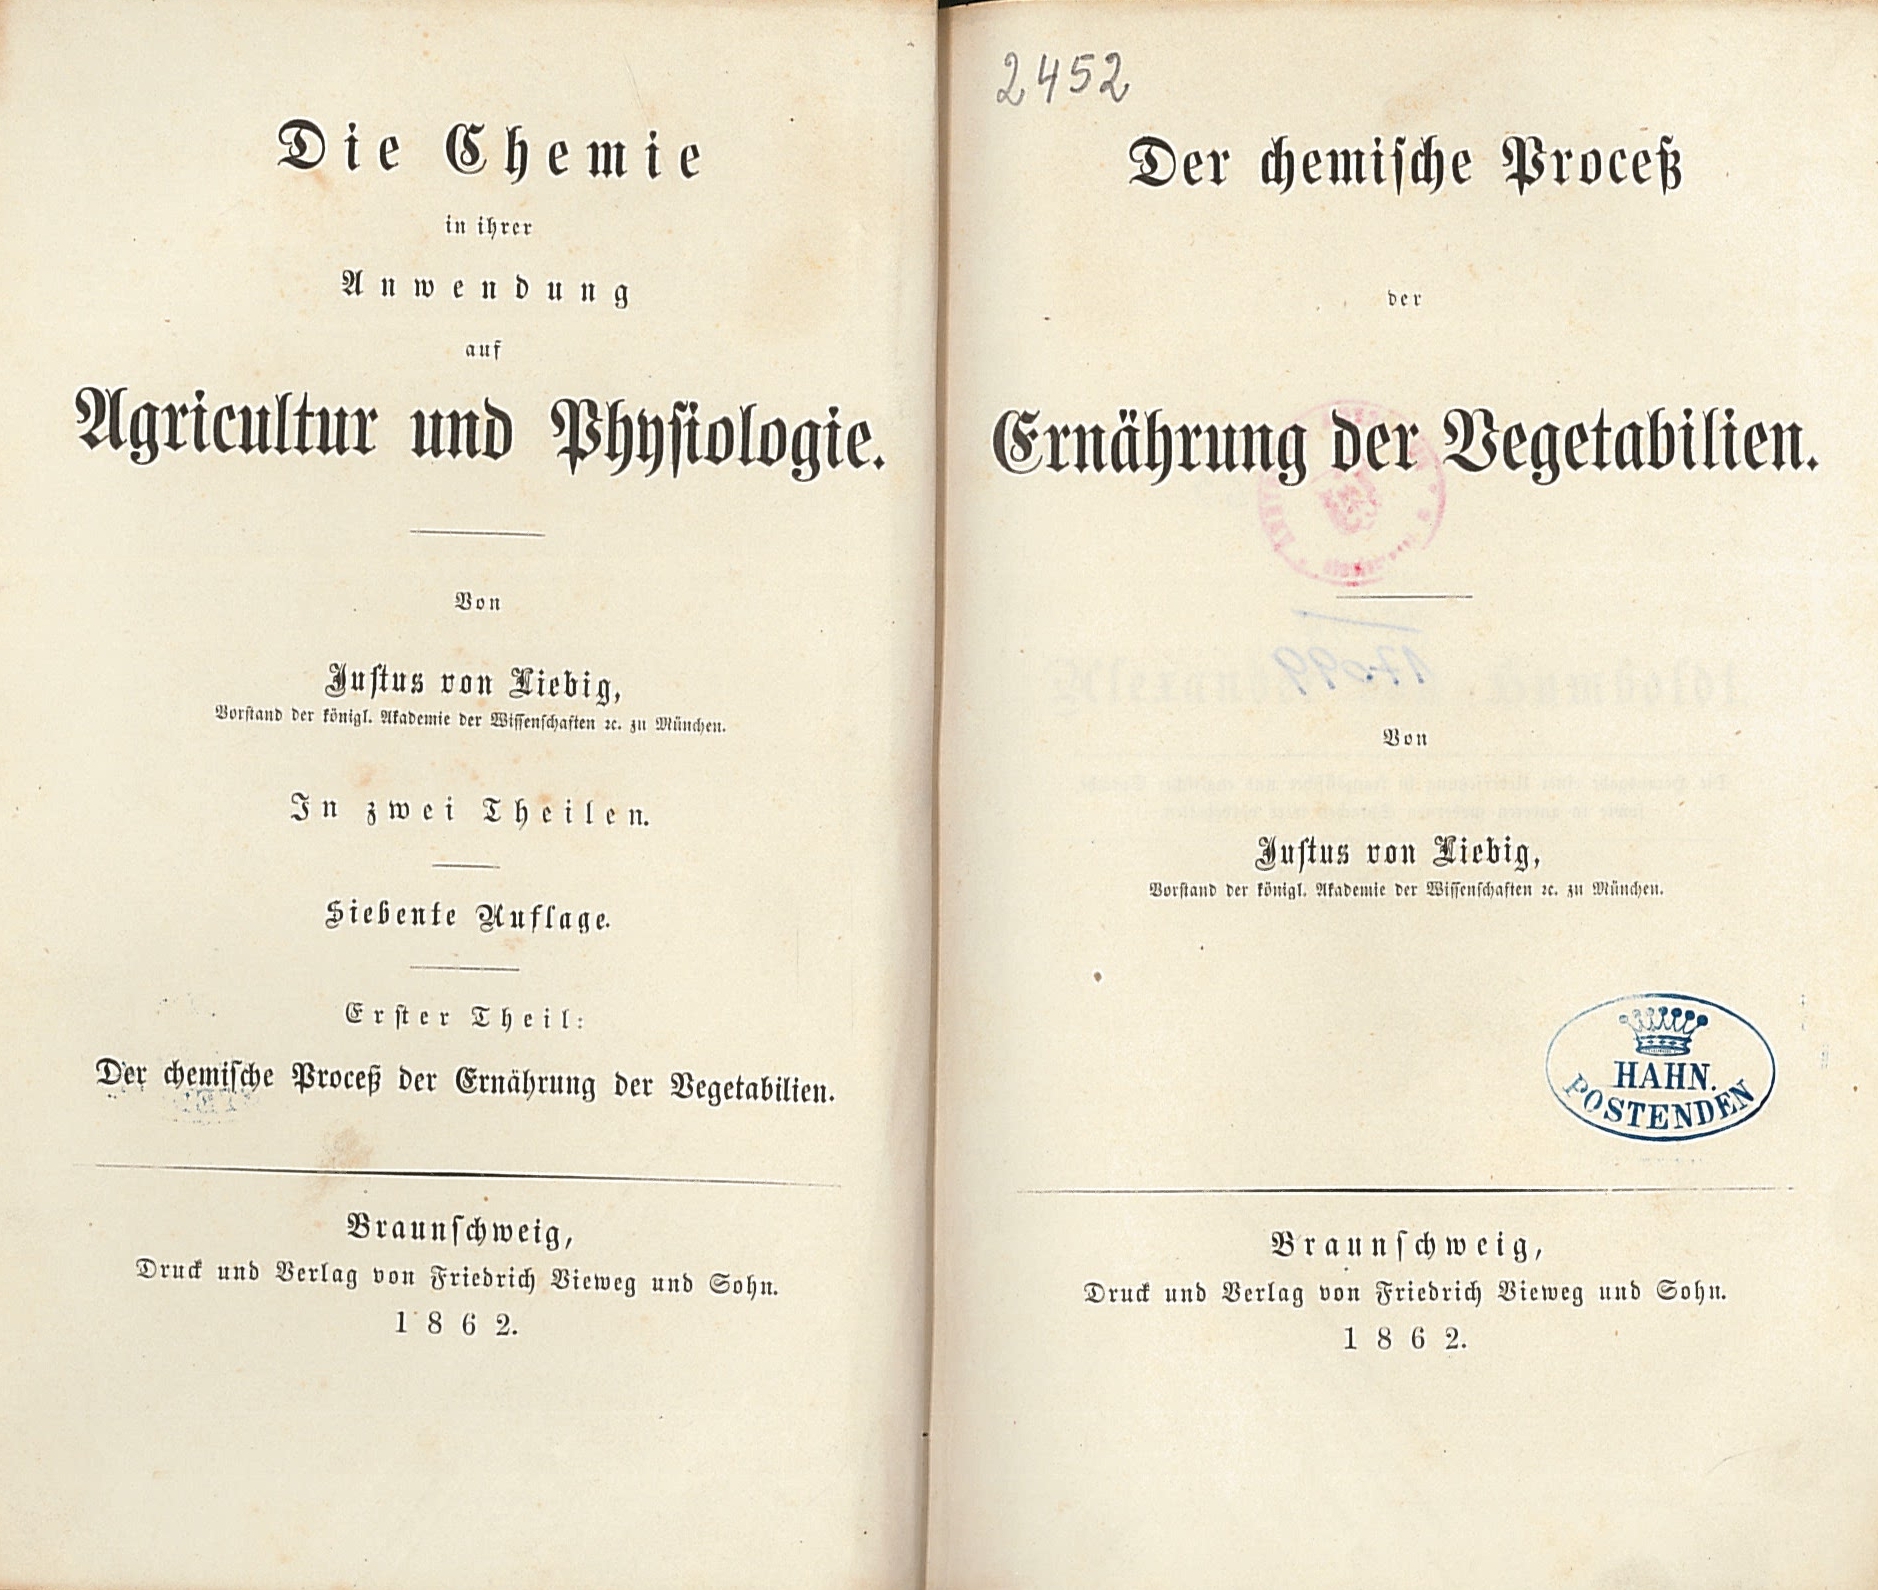 Die Chemie
in ihrer
Anwendung
auf
Agricultur und Physiologie.
Von
Justus von Liebig,
Vorstand der königl. Akademie der Wissenschaften ꝛc. zu München.
In zwei Theilen.
Siebente Auflage.
Erster Theil:
Der chemische Proceß der Ernährung der Vegetabilien.
Braunschweig,
Druck und Verlag von Friedrich Vieweg und Sohn.
1862.
2452
Der chemische Proceß
der
Ernährung der Vegetabilien.
Von
Justus von Liebig,
Vorstand der königl. Akademie der Wissenschaften ꝛc. zu München.
HAHN.
POSTENDEN
Braunschweig,
Druck und Verlag von Friedrich Vieweg und Sohn.
1862.